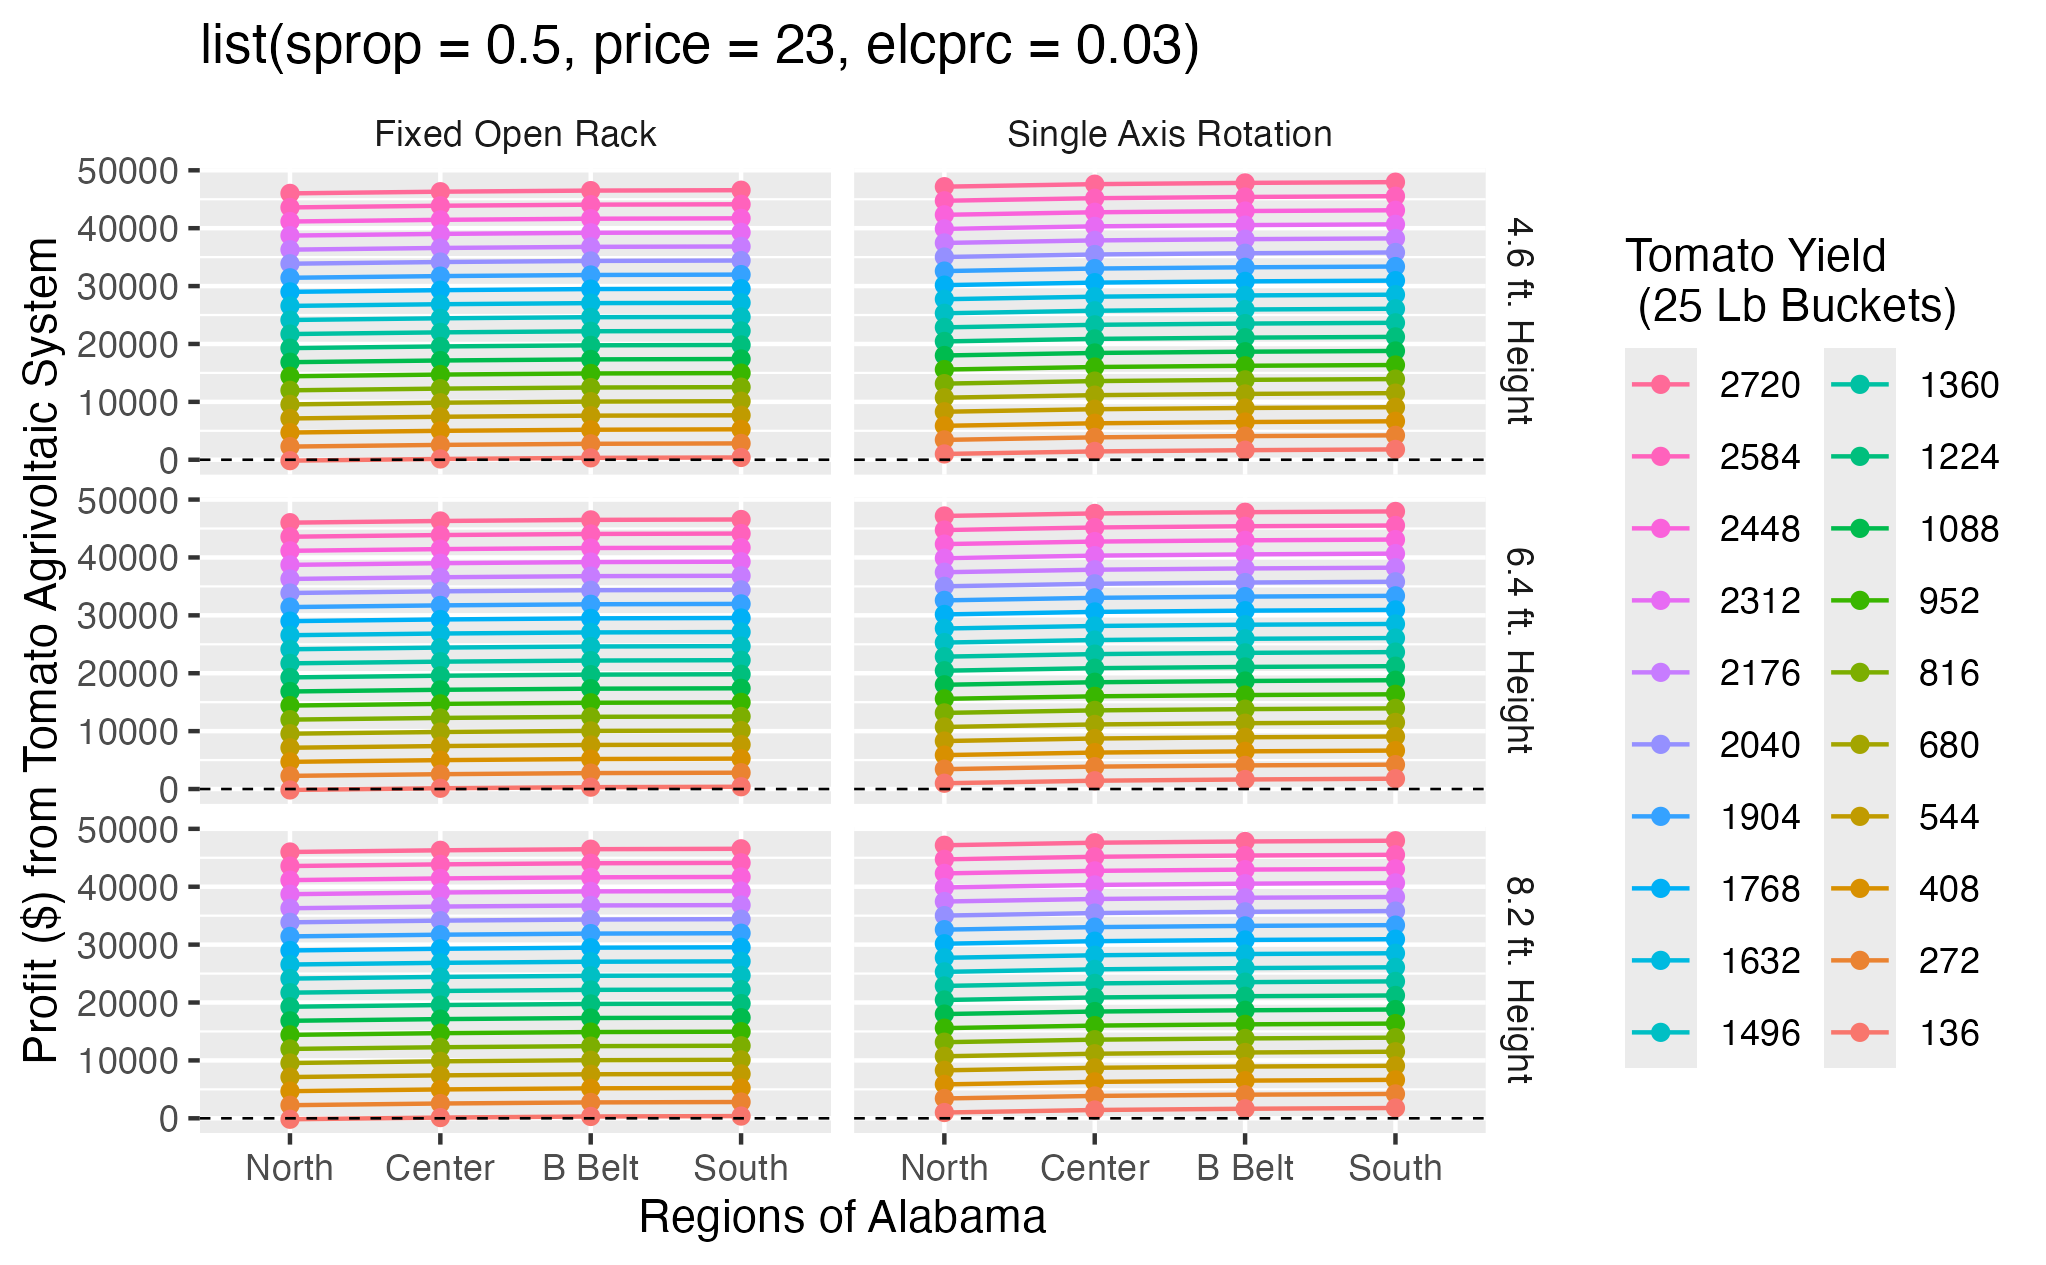 list(sprop = 0.5, price = 23, elcprc = 0.03)
Fixed Open Rack
Single Axis Rotation
Profit ($) from Tomato Agrivoltaic System
50000
40000
30000
20000
10000
0
4.6 ft. Height
50000
40000
30000
20000
10000
0
6.4 ft. Height
50000
40000
30000
20000
10000
0
8.2 ft. Height
North Center B Belt South
North Center B Belt South
Regions of Alabama
Tomato Yield
(25 Lb Buckets)
2720 1360
2584 1224
2448 1088
2312 952
2176 816
2040 680
1904 544
1768 408
1632 272
1496 136